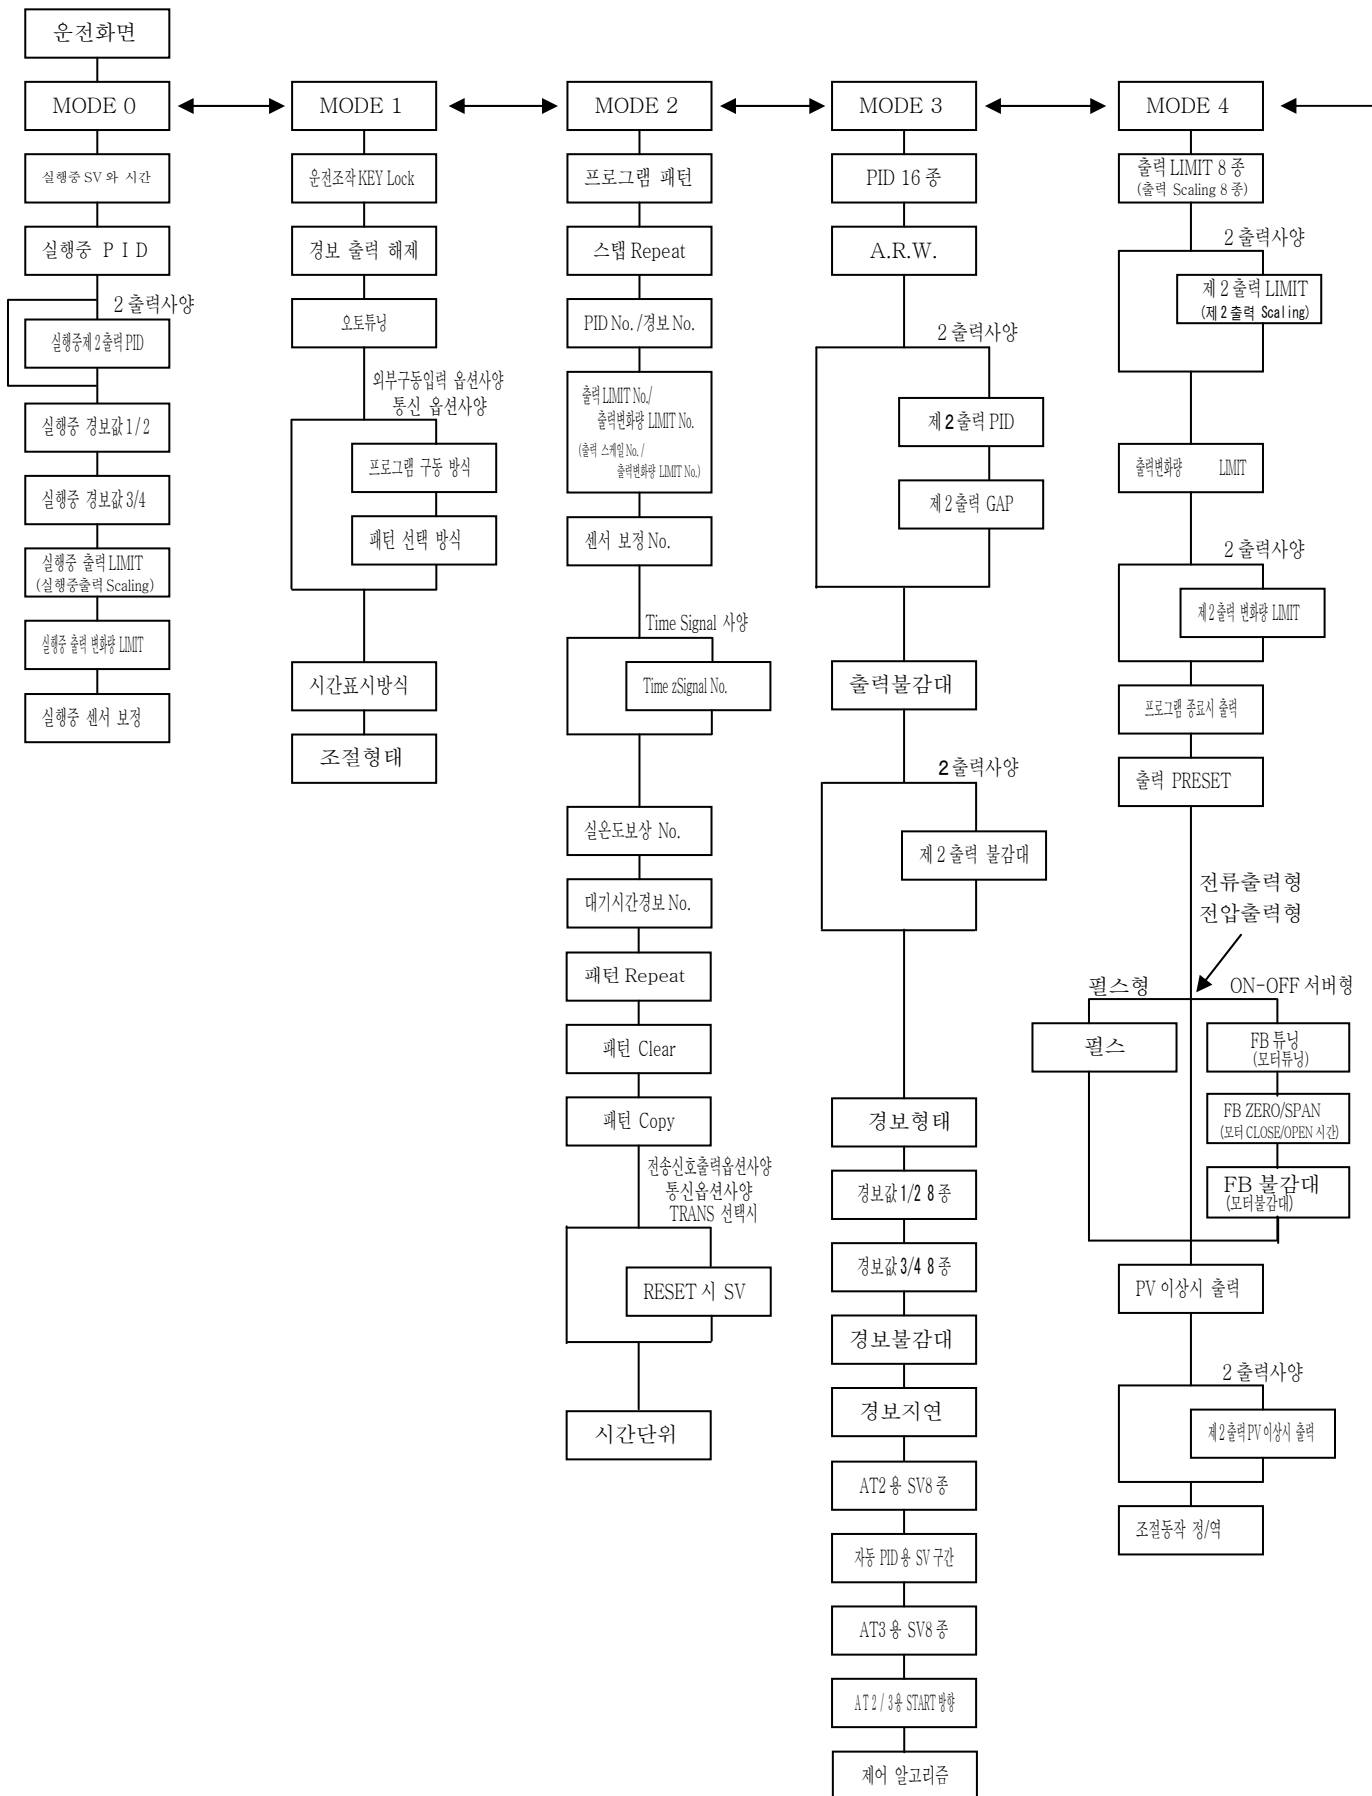 운전화면
MODE 0
실행중 SV 와 시간
실행중 P I D
2 출력사양
실행중제 2 출력 PID
실행중 경보값 1/2
실행중 경보값 3/4
실행중 출력 LIMIT
(실행중출력 Scaling)
실행중 출력 변화량 LIMIT
실행중 센서 보정
MODE 1
운전조작 KEY Lock
경보 출력 해제
오토튜닝
외부구동입력 옵션사양
통신 옵션사양
프로그램 구동 방식
패턴 선택 방식
시간표시방식
조절형태
MODE 2
프로그램 패턴
스탭 Repeat
PID No. /경보 No.
출력 LIMIT No./
출력변화량 LIMIT No.
(출력 스케일 No. /
출력변화량 LIMIT No.)
센서 보정 No.
Time Signal 사양
Time zSignal No.
실온도보상 No.
대기시간경보 No.
패턴 Repeat
패턴 Clear
패턴 Copy
전송신호출력옵션사양
통신옵션사양
TRANS 선택시
RESET 시 SV
시간단위
MODE 3
PID 16 종
A.R.W.
2 출력사양
제 2 출력 PID
제 2 출력 GAP
출력불감대
2 출력사양
제 2 출력 불감대
경보형태
경보값 1/2 8 종
경보값 3/4 8 종
경보불감대
경보지연
AT2 용 SV8 종
자동 PID 용 SV 구간
AT3 용 SV8 종
A T 2 / 3 용 START 방향
제어 알고리즘
MODE 4
출력 LIMIT 8 종
(출력 Scaling 8 종)
2 출력사양
제 2 출력 LIMIT
(제 2 출력 Scaling)
출력변화량 LIMIT
2 출력사양
제 2 출력 변화량 LIMIT
프로그램 종료시 출력
출력 PRESET
전류출력형
전압출력형
펄스형
ON-OFF 서버형
펄스
FB 튜닝
(모터튜닝)
FB ZERO/SPAN
(모터 CLOSE/OPEN 시간)
FB 불감대
(모터불감대)
PV 이상시 출력
2 출력사양
제 2 출력 PV 이상시 출력
조절동작 정/역